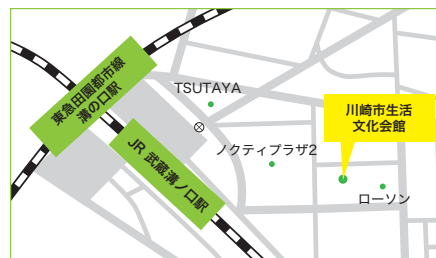 東急田園都市線
溝の口駅
TSUTAYA
川崎市生活
文化会館
JR 武蔵溝ノ口駅
ノクティプラザ2
ローソン